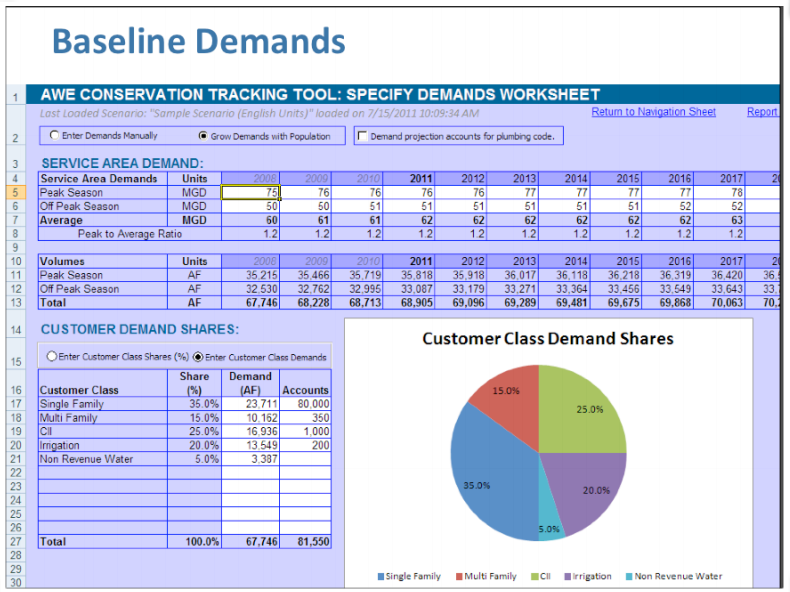 Baseline Demands
1 AWE CONSERVATION TRACKING TOOL: SPECIFY DEMANDS WORKSHEET
Last Loaded Scenario: "Sample Scenario (English Units)" loaded on 7/15/2011 10:09:34 AM Return to Navigation Sheet Report
2 Enter Demands Manually Grow Demands with Population Demand projection accounts for plumbing code.
3 SERVICE AREA DEMAND:
4 Service Area Demands Units 2008 2009 2010 2011 2012 2013 2014 2015 2016 2017 20
5 Peak Season MGD 75 76 76 76 76 77 77 77 77 78
6 Off Peak Season MGD 50 50 51 51 51 51 51 51 52 52
7 Average MGD 60 61 61 62 62 62 62 62 62 63
8 Peak to Average Ratio 1.2 1.2 1.2 1.2 1.2 1.2 1.2 1.2 1.2 1.2
9
10 Volumes Units 2008 2009 2010 2011 2012 2013 2014 2015 2016 2017 20
11 Peak Season AF 35,215 35,466 35,719 35,818 35,918 36,017 36,118 36,218 36,319 36,420 36,
12 Off Peak Season AF 32,530 32,762 32,995 33,087 33,179 33,271 33,364 33,456 33,549 33,643 33,
13 Total AF 67,746 68,228 68,713 68,905 69,096 69,289 69,481 69,675 69,868 70,063 70,
14 CUSTOMER DEMAND SHARES:
15 Enter Customer Class Shares (%) Enter Customer Class Demands
Share Demand
16 Customer Class (%) (AF) Accounts
17 Single Family 35.0% 23,711 80,000
18 Multi Family 15.0% 10,162 350
19 CII 25.0% 16,936 1,000
20 Irrigation 20.0% 13,549 200
21 Non Revenue Water 5.0% 3,387
22
23
24
25
26
27 Total 100.0% 67,746 81,550
28
29
30
Customer Class Demand Shares
15.0%
25.0%
35.0%
20.0%
5.0%
Single Family Multi Family CII Irrigation Non Revenue Water